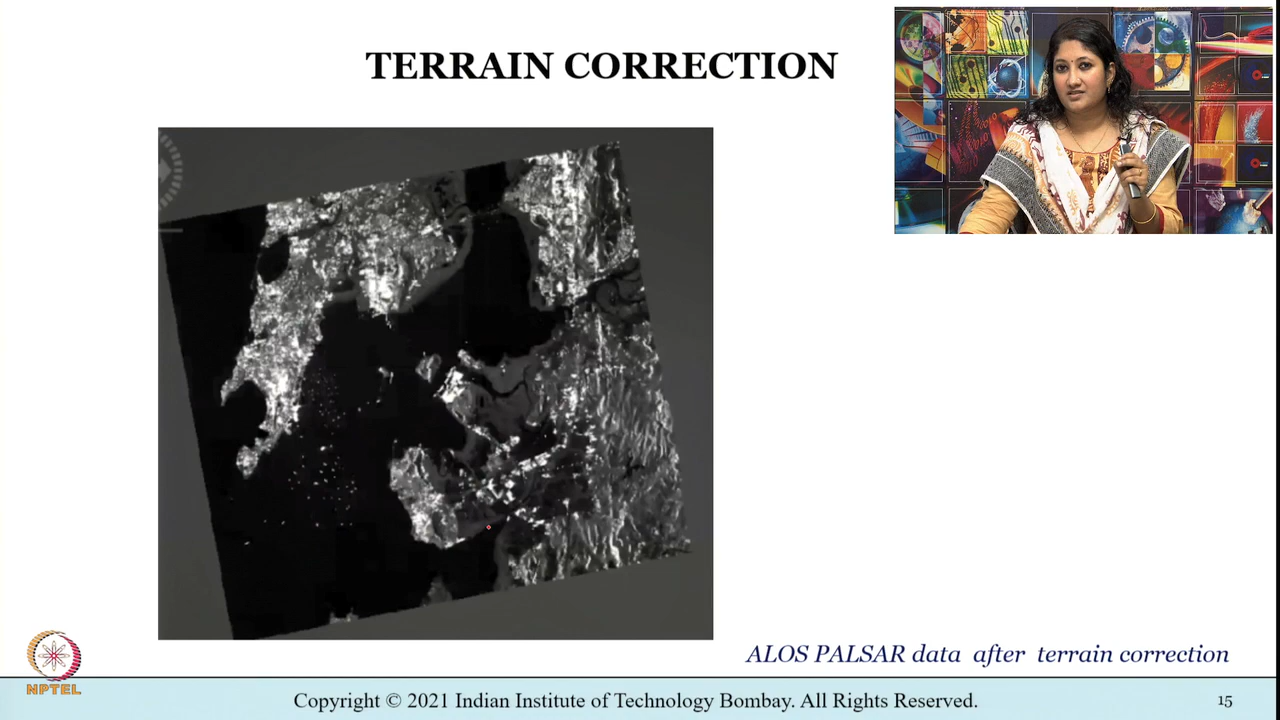 TERRAIN CORRECTION
ALOS PALSAR data after terrain correction
NPTEL
Copyright © 2021 Indian Institute of Technology Bombay. All Rights Reserved.
15